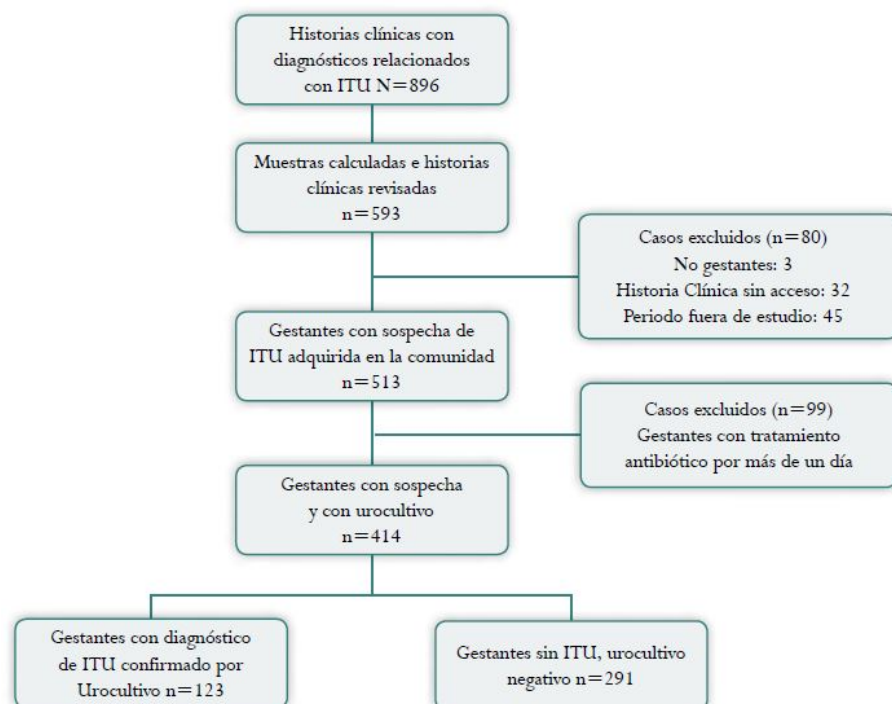 Historias clínicas con
diagnósticos relacionados
con ITU N=896
Muestras calculadas e historias
clínicas revisadas
n=593
Casos excluidos (n=80)
No gestantes: 3
Historia Clínica sin acceso: 32
Periodo fuera de estudio: 45
Gestantes con sospecha de
ITU adquirida en la comunidad
n=513
Casos excluidos (n=99)
Gestantes con tratamiento
antibiótico por más de un día
Gestantes con sospecha
y con urocultivo
n=414
Gestantes con diagnóstico
de ITU confirmado por
Urocultivo n=123
Gestantes sin ITU, urocultivo
negativo n=291